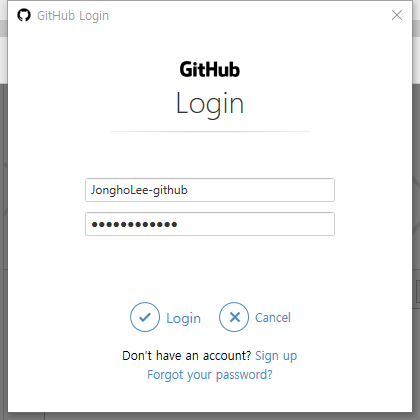 GitHub Login
GitHub
Login
JonghoLee-github
●●●●●●●●●●●●
Login Cancel
Don't have an account? Sign up
Forgot your password?